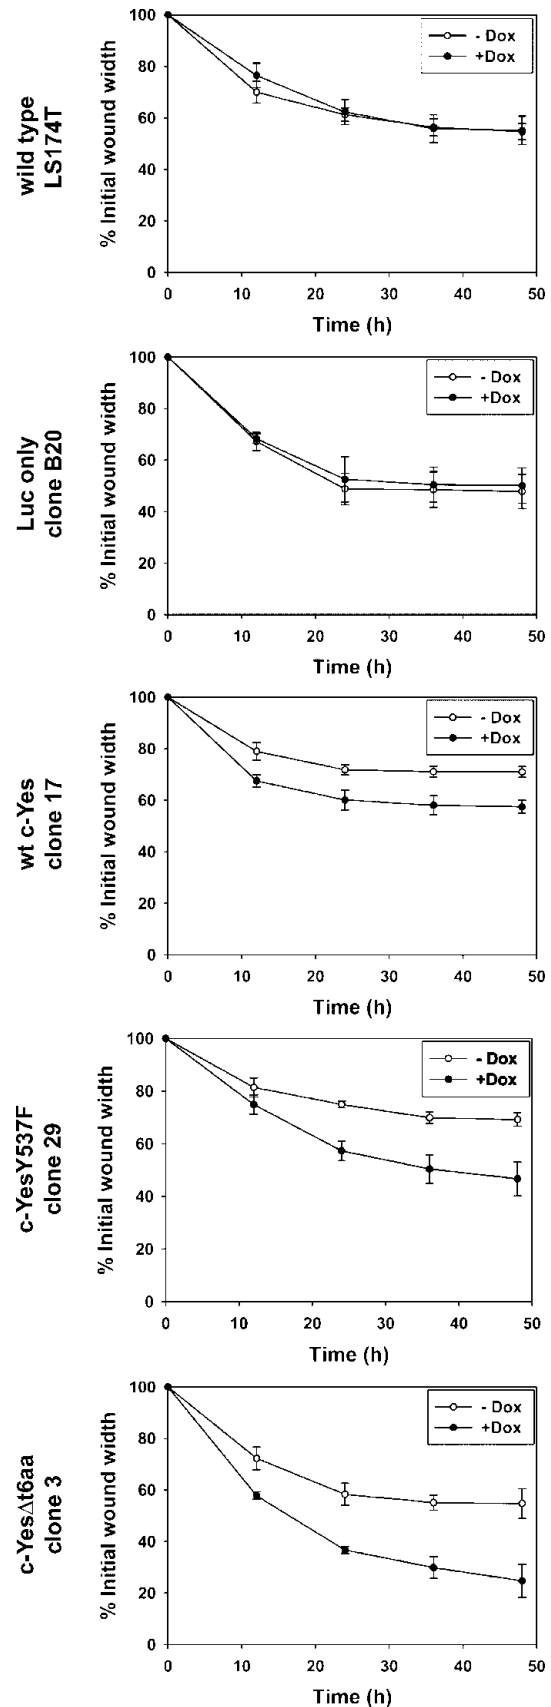 wild type
LS174T
% Initial wound width
100
80
60
40
20
0
- Dox
+Dox
0 10 20 30 40 50
Time (h)
Luc only
clone B20
% Initial wound width
100
80
60
40
20
0
- Dox
+Dox
0 10 20 30 40 50
Time (h)
wt c-Yes
clone 17
% Initial wound width
100
80
60
40
20
0
- Dox
+Dox
0 10 20 30 40 50
Time (h)
c-YesY537F
clone 29
% Initial wound width
100
80
60
40
20
0
- Dox
+Dox
0 10 20 30 40 50
Time (h)
c-YesΔt6aa
clone 3
% Initial wound width
100
80
60
40
20
0
- Dox
+Dox
0 10 20 30 40 50
Time (h)